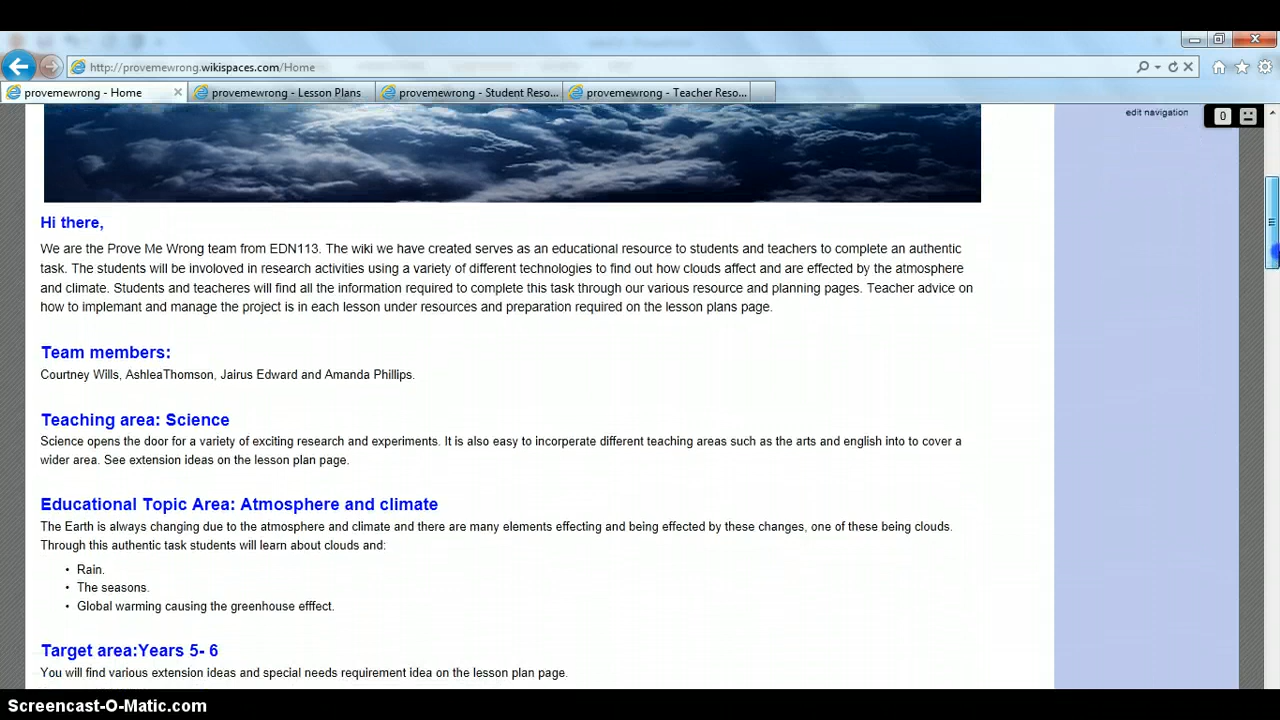 http://provemewrong.wikispaces.com/Home
provemewrong - Home
provemewrong - Lesson Plans
provemewrong - Student Reso...
provemewrong - Teacher Reso...
edit navigation
0
Hi there,
We are the Prove Me Wrong team from EDN113. The wiki we have created serves as an educational resource to students and teachers to complete an authentic
task. The students will be involoved in research activities using a variety of different technologies to find out how clouds affect and are effected by the atmosphere
and climate. Students and teacheres will find all the information required to complete this task through our various resource and planning pages. Teacher advice on
how to implemant and manage the project is in each lesson under resources and preparation required on the lesson plans page.
Team members:
Courtney Wills, AshleaThomson, Jairus Edward and Amanda Phillips.
Teaching area: Science
Science opens the door for a variety of exciting research and experiments. It is also easy to incorperate different teaching areas such as the arts and english into to cover a
wider area. See extension ideas on the lesson plan page.
Educational Topic Area: Atmosphere and climate
The Earth is always changing due to the atmosphere and climate and there are many elements effecting and being effected by these changes, one of these being clouds.
Through this authentic task students will learn about clouds and:
• Rain.
• The seasons.
• Global warming causing the greenhouse efffect.
Target area:Years 5- 6
You will find various extension ideas and special needs requirement idea on the lesson plan page.
Screencast-O-Matic.com